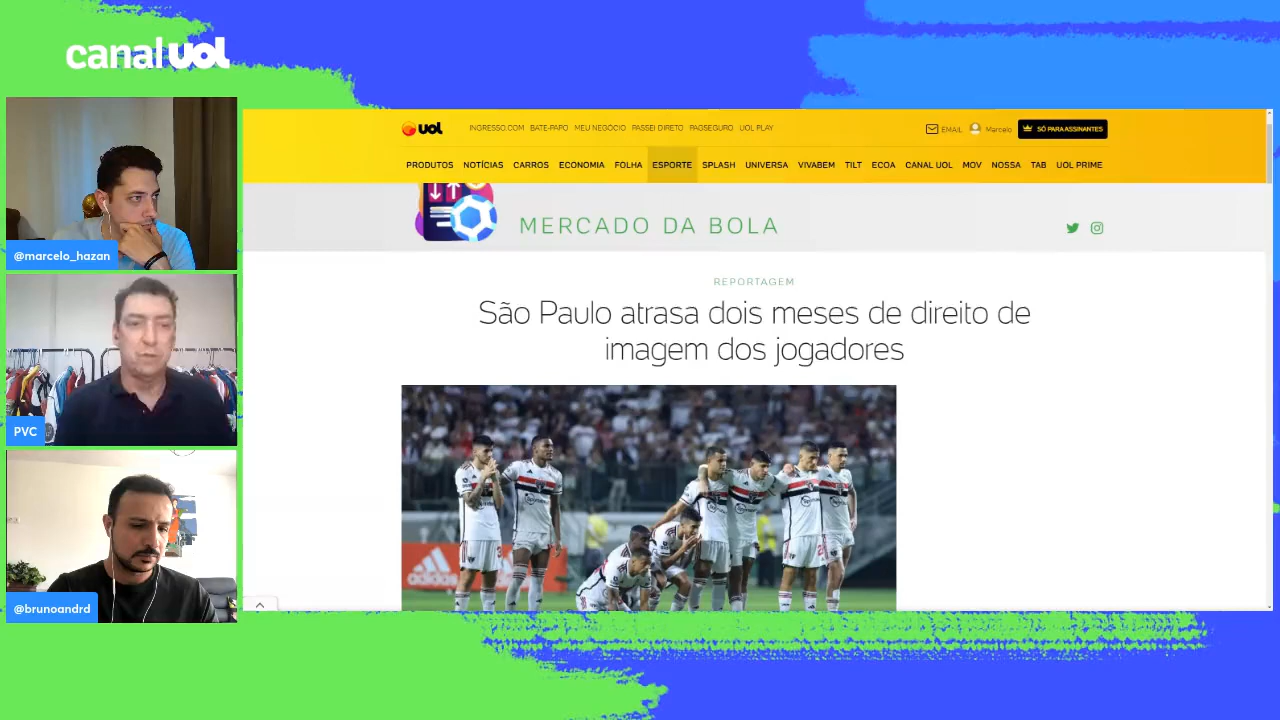 canal UOL
@marcelo_hazan
PVC
@brunoandrd
UOL
INGRESSO.COM BATE-PAPO MEU NEGÓCIO PASSEI DIRETO PAGSEGURO UOL PLAY
EMAIL Marcelo SÓ PARA ASSINANTES
PRODUTOS NOTÍCIAS CARROS ECONOMIA FOLHA ESPORTE SPLASH UNIVERSA VIVABEM TILT ECOA CANAL UOL MOV NOSSA TAB UOL PRIME
MERCADO DA BOLA
REPORTAGEM
São Paulo atrasa dois meses de direito de
imagem dos jogadores
adidas